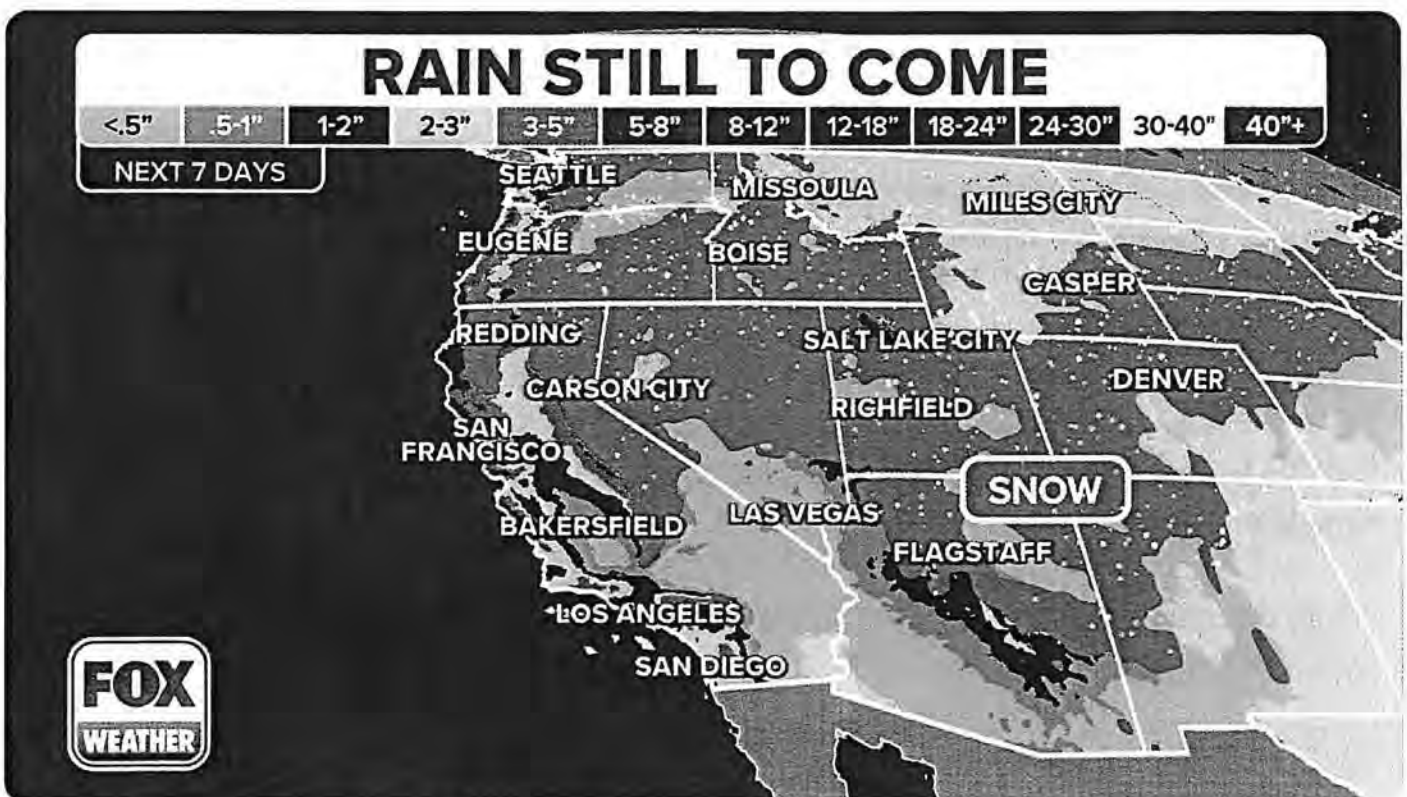 RAIN STILL TO COME
<.5" .5-1" 1-2" 2-3" 3-5" 5-8" 8-12" 12-18" 18-24" 24-30" 30-40" 40"+
NEXT 7 DAYS
SEATTLE
MISSOULA
MILES CITY
EUGENE
BOISE
CASPER
REDDING
SALT LAKE CITY
CARSON CITY
DENVER
RICHFIELD
SAN
FRANCISCO
SNOW
BAKERSFIELD
LAS VEGAS
FLAGSTAFF
LOS ANGELES
SAN DIEGO
FOX
WEATHER